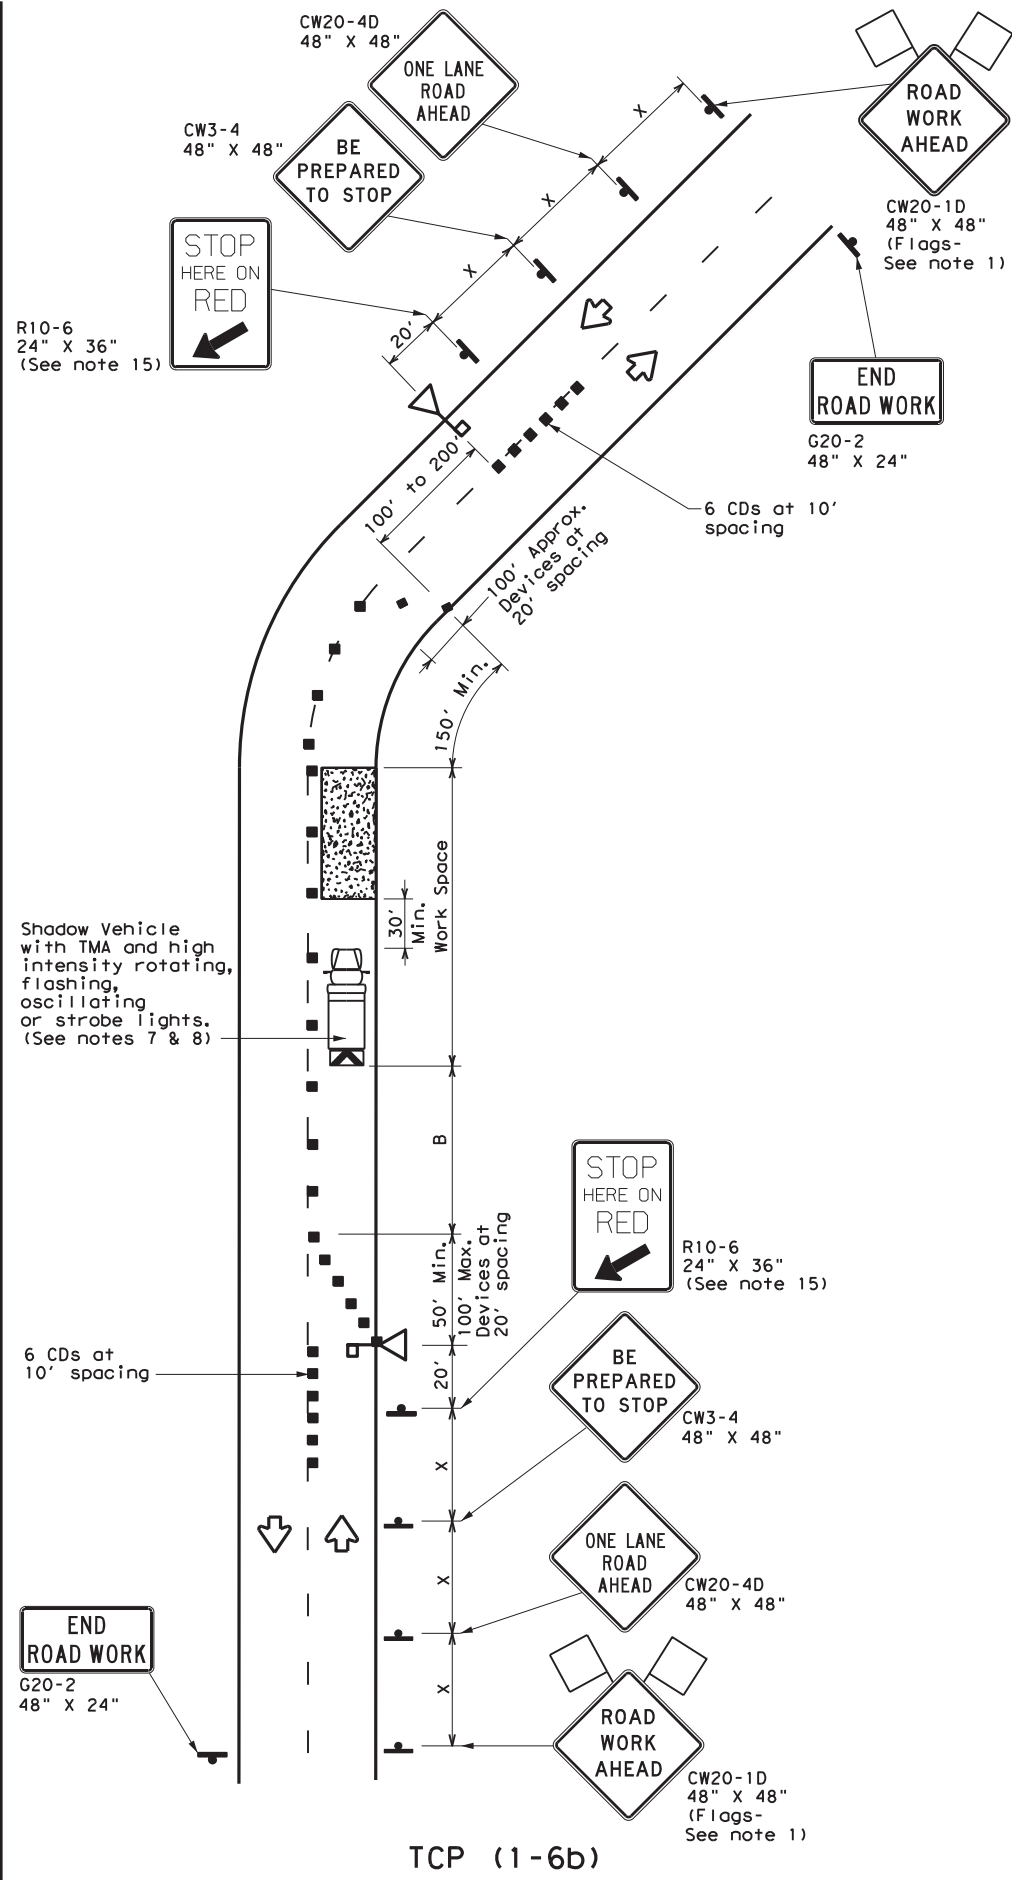 CW20-4D
48" X 48"
ONE LANE
ROAD
AHEAD
ROAD
WORK
AHEAD
CW20-1D
48" X 48"
(Flags-
See note 1)
CW3-4
48" X 48"
BE
PREPARED
TO STOP
X
X
X
20'
STOP
HERE ON
RED
R10-6
24" X 36"
(See note 15)
END
ROAD WORK
G20-2
48" X 24"
100' to 200'
6 CDs at 10'
spacing
100' Approx.
Devices at
20' spacing
150' Min.
Work Space
30'
Min.
Shadow Vehicle
with TMA and high
intensity rotating,
flashing,
oscillating
or strobe lights.
(See notes 7 & 8)
B
50' Min.
100' Max.
Devices at
20' spacing
STOP
HERE ON
RED
R10-6
24" X 36"
(See note 15)
6 CDs at
10' spacing
20'
BE
PREPARED
TO STOP
CW3-4
48" X 48"
X
X
X
ONE LANE
ROAD
AHEAD
CW20-4D
48" X 48"
END
ROAD WORK
G20-2
48" X 24"
ROAD
WORK
AHEAD
CW20-1D
48" X 48"
(Flags-
See note 1)
TCP (1-6b)